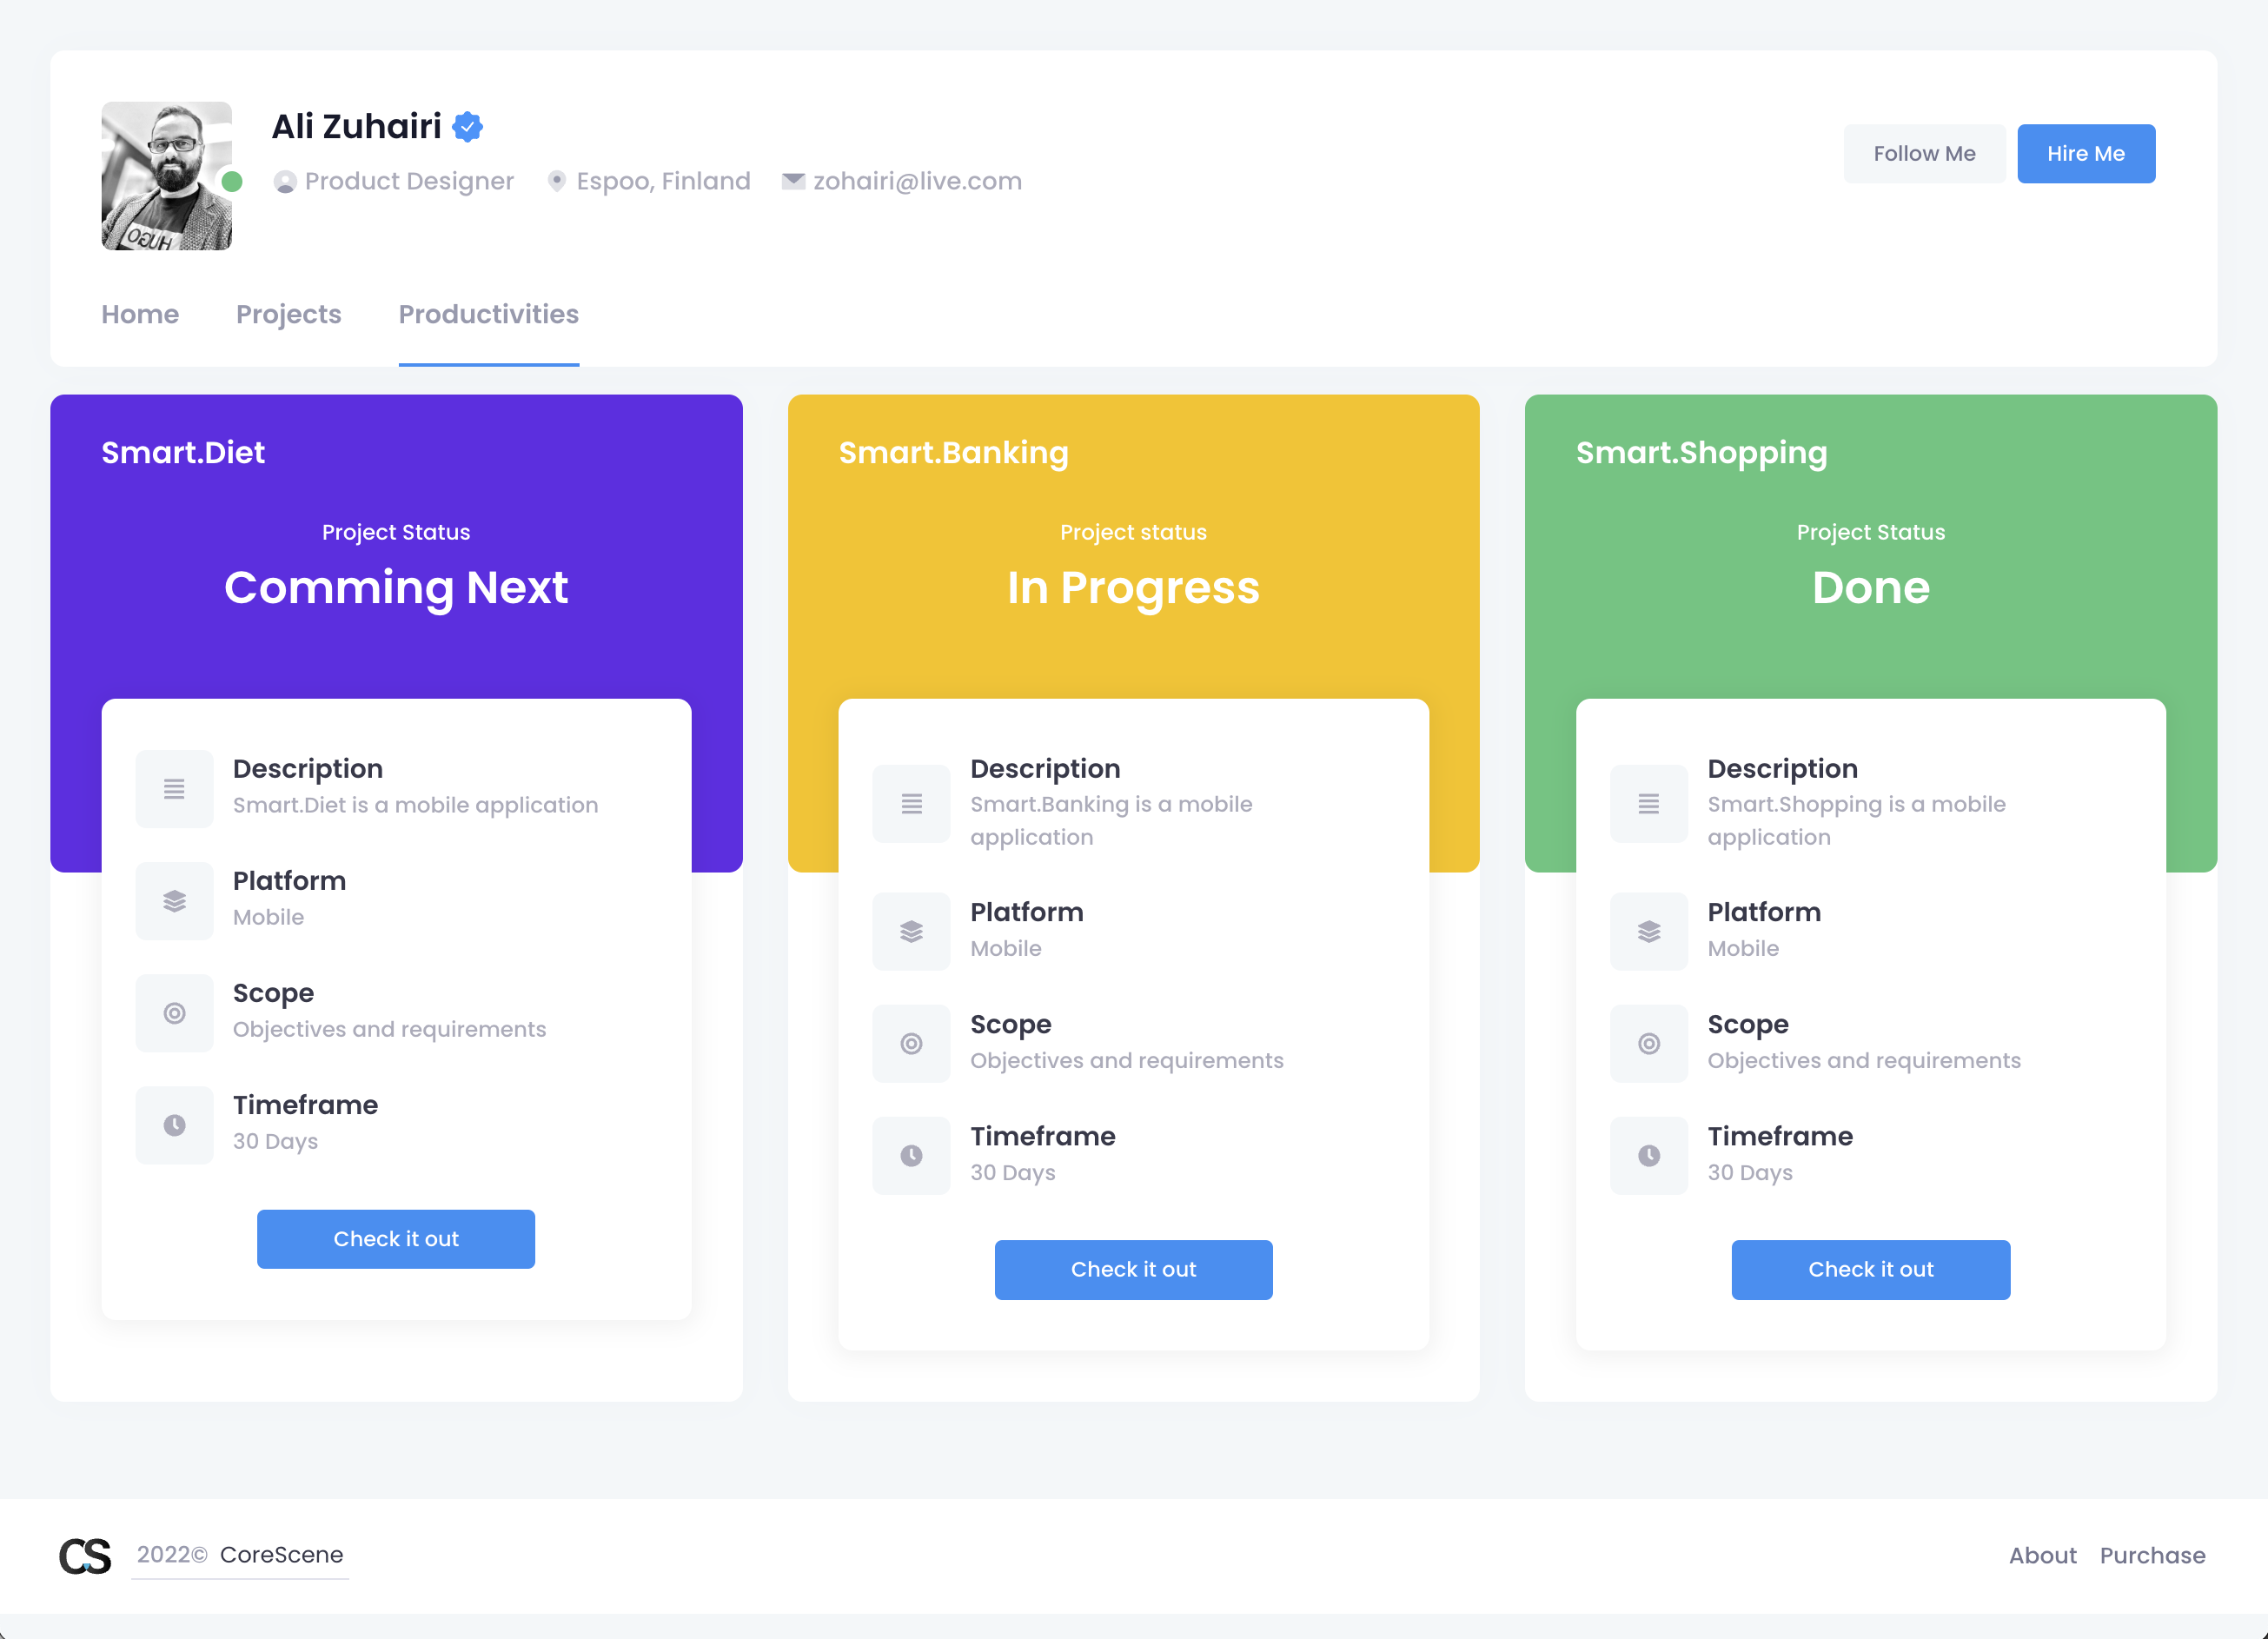 Ali Zuhairi
Product Designer Espoo, Finland zohairi@live.com
Follow Me Hire Me
HUGO
Home Projects Productivities
Smart.Diet
Project Status
Comming Next
Description
Smart.Diet is a mobile application
Platform
Mobile
Scope
Objectives and requirements
Timeframe
30 Days
Check it out
Smart.Banking
Project status
In Progress
Description
Smart.Banking is a mobile
application
Platform
Mobile
Scope
Objectives and requirements
Timeframe
30 Days
Check it out
Smart.Shopping
Project Status
Done
Description
Smart.Shopping is a mobile
application
Platform
Mobile
Scope
Objectives and requirements
Timeframe
30 Days
Check it out
CS 2022© CoreScene
About Purchase